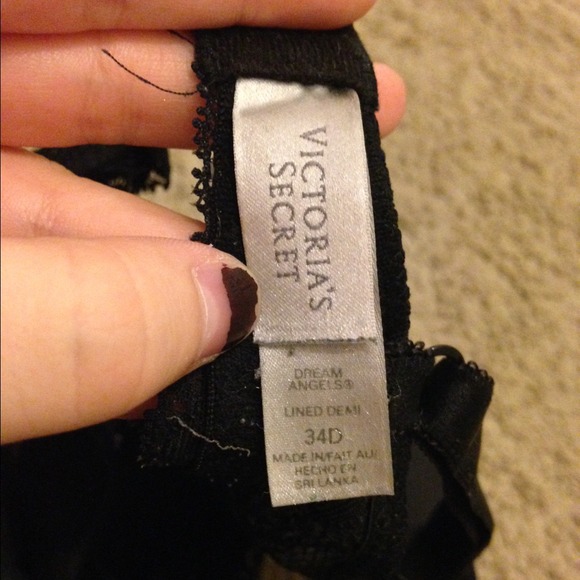 VICTORIA'S
SECRET
DREAM
ANGELS®
LINED DEMI
34D
MADE IN/FAIT AU/
HECHO EN
SRI LANKA